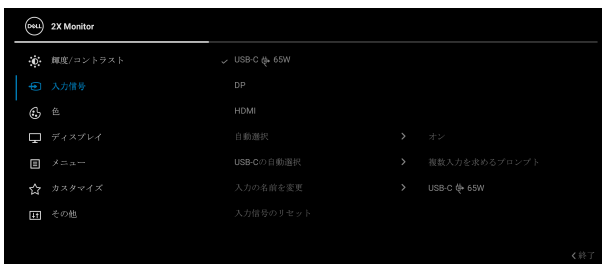 DELL 2X Monitor
輝度/コントラスト USB-C 65W
入力信号 DP
色 HDMI
ディスプレイ 自動選択 オン
メニュー USB-Cの自動選択 複数入力を求めるプロンプト
カスタマイズ 入力の名前を変更 USB-C 65W
その他 入力信号のリセット
終了